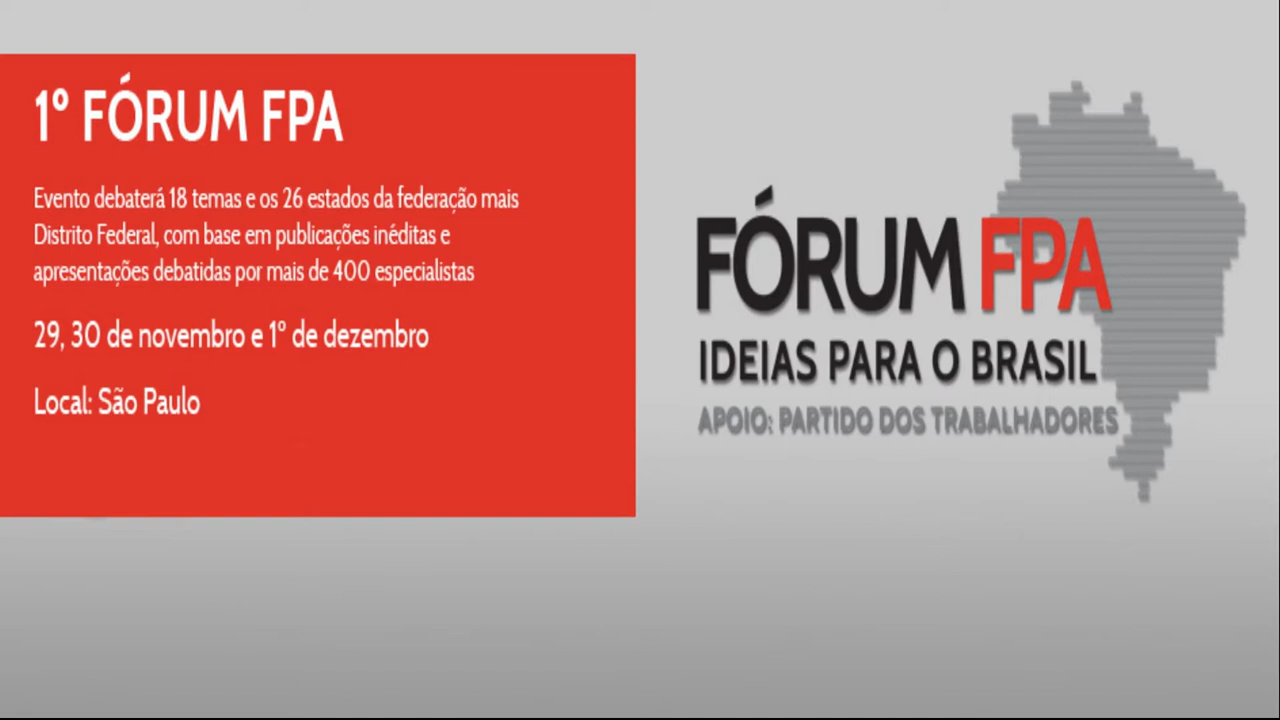 1º FÓRUM FPA
Evento debaterá 18 temas e os 26 estados da federação mais
Distrito Federal, com base em publicações inéditas e
apresentações debatidas por mais de 400 especialistas
29, 30 de novembro e 1º de dezembro
Local: São Paulo
FÓRUM FPA
IDEIAS PARA O BRASIL
APOIO: PARTIDO DOS TRABALHADORES